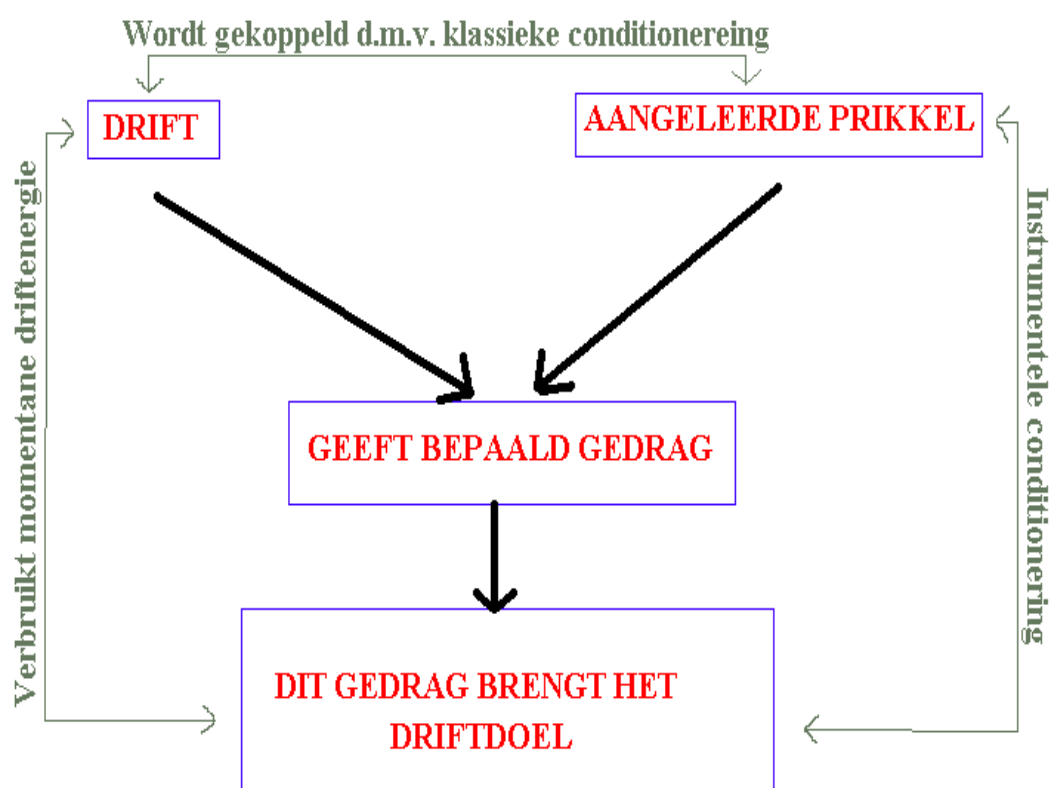 Wordt gekoppeld d.m.v. klassieke conditionereing
DRIFT
AANGELEERDE PRIKKEL
Verbruikt momentane driftenergie
Instrumentele conditionering
GEEFT BEPAALD GEDRAG
DIT GEDRAG BRENGT HET
DRIFTDOEL